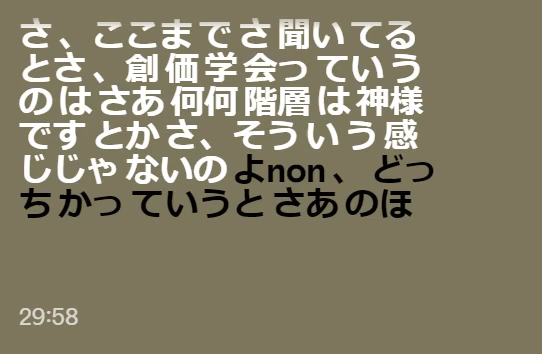 さ、ここまでさ聞いてる
とさ、創価学会っていう
のはさあ何何階層は神様
ですとかさ、そういう感
じじゃないのよnon、どっ
ちかっていうとさあのほ
29:58